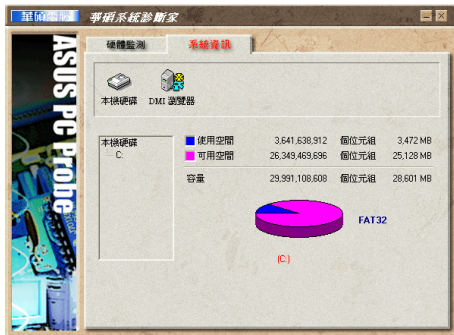 華碩電腦 華碩系統診斷家
ASUS PC Probe
硬體監測 系統資訊
本機硬碟 DMI 瀏覽器
本機硬碟
C:
使用空間 3,641,638,912 個位元組 3,472 MB
可用空間 26,349,469,696 個位元組 25,128 MB
容量 29,991,108,608 個位元組 28,601 MB
FAT32
(C:)